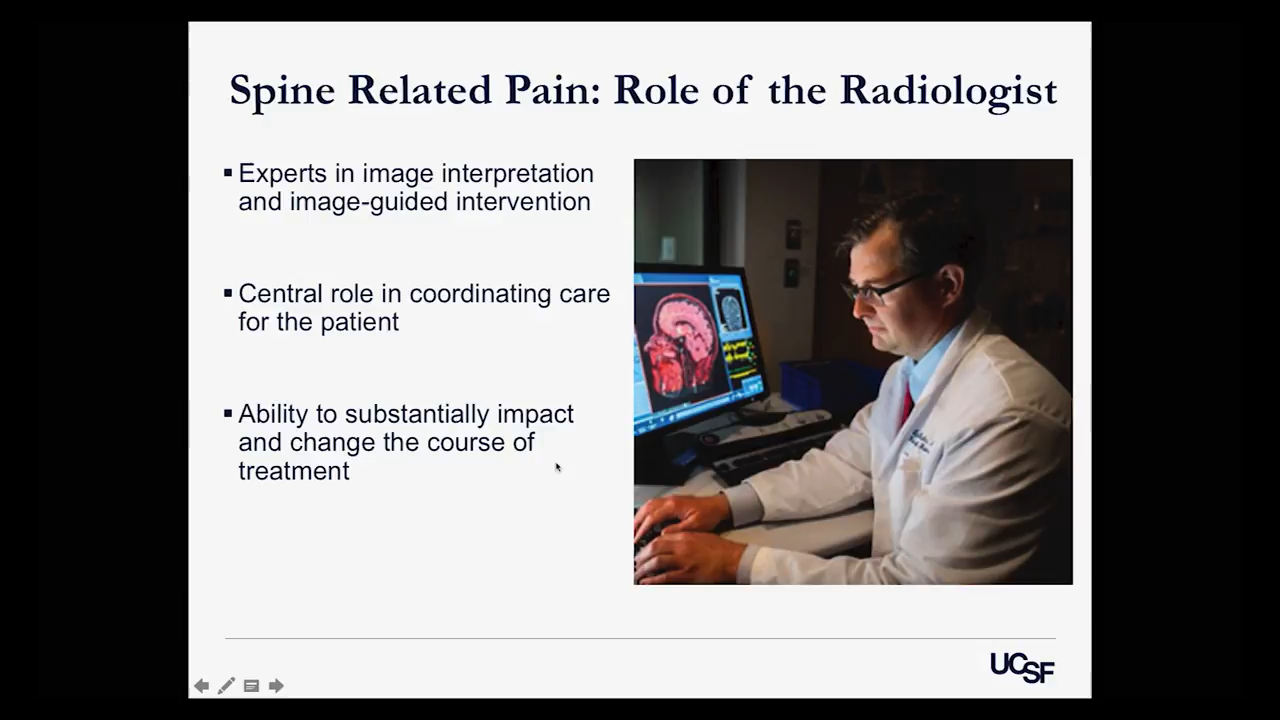 Spine Related Pain: Role of the Radiologist
▪ Experts in image interpretation
and image-guided intervention
▪ Central role in coordinating care
for the patient
▪ Ability to substantially impact
and change the course of
treatment
UCSF